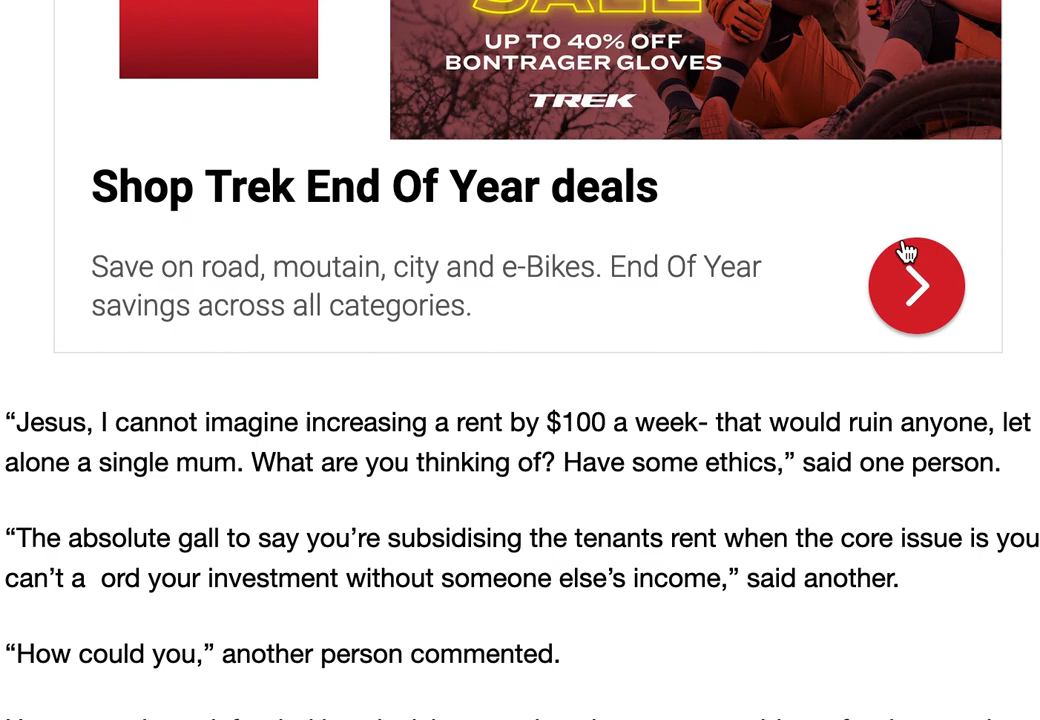 SALE
UP TO 40% OFF
BONTRAGER GLOVES
TREK
Shop Trek End Of Year deals
Save on road, moutain, city and e-Bikes. End Of Year
savings across all categories.
“Jesus, I cannot imagine increasing a rent by $100 a week- that would ruin anyone, let
alone a single mum. What are you thinking of? Have some ethics,” said one person.
“The absolute gall to say you’re subsidising the tenants rent when the core issue is you
can’t a  ord your investment without someone else’s income,” said another.
“How could you,” another person commented.